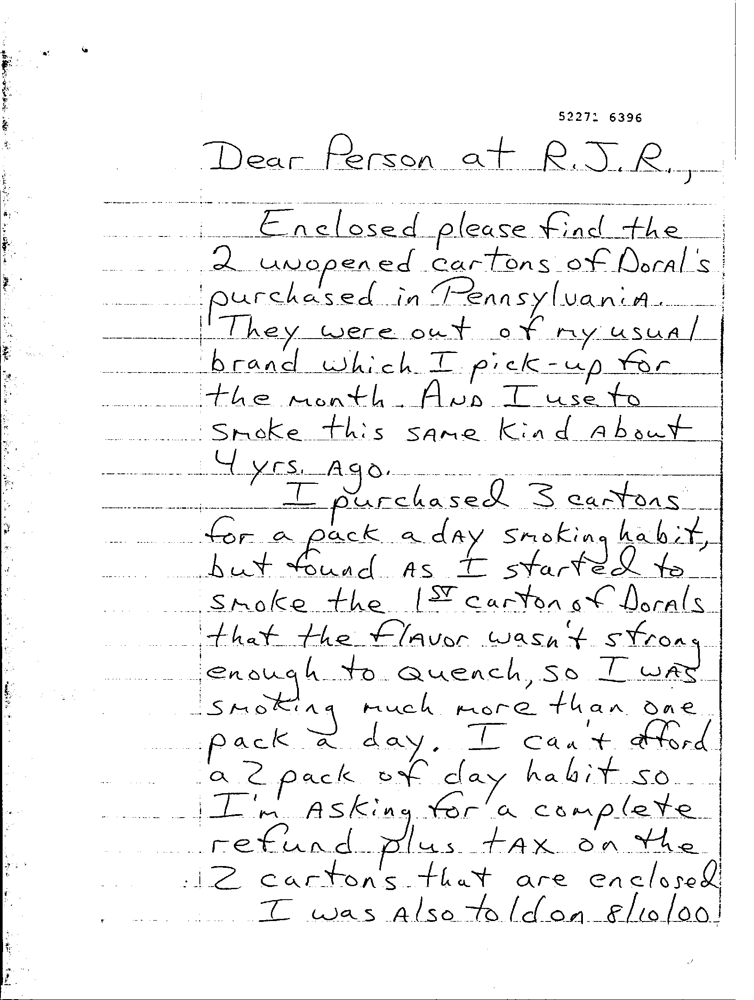 52271 6396
Dear Person at R.J.R.,
Enclosed please find the
2 unopened cartons of Doral's
purchased in Pennsylvania.
They were out of my usual
brand which I pick-up for
the month. And I use to
smoke this same kind about
4 yrs. ago.
I purchased 3 cartons
for a pack a day smoking habit,
but found as I started to
smoke the 1st carton of Dorals
that the flavor wasn't strong
enough to quench, so I was
smoking much more than one
pack a day. I can't afford
a 2 pack of day habit so
I'm asking for a complete
refund plus tax on the
2 cartons that are enclosed
I was also told on 8/10/00